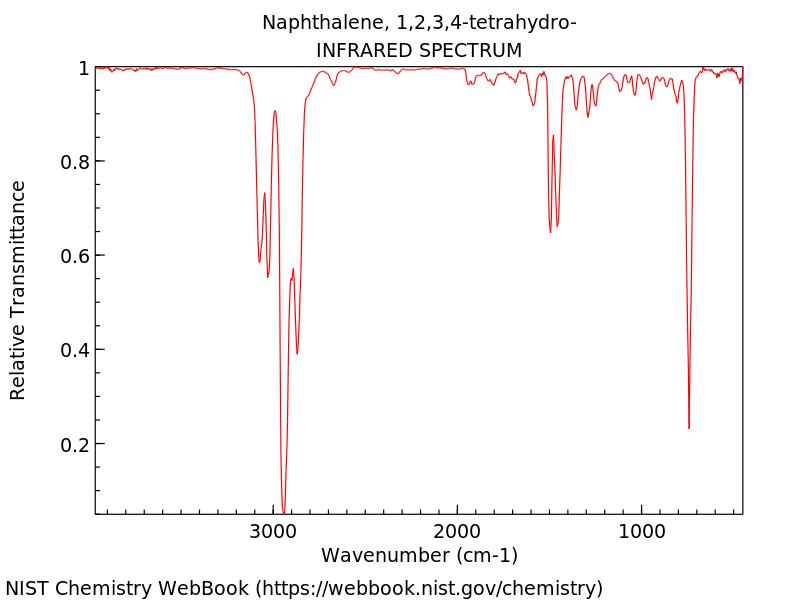 Naphthalene, 1,2,3,4-tetrahydro-
INFRARED SPECTRUM
1
0.8
0.6
0.4
0.2
Relative Transmittance
3000 2000 1000
Wavenumber (cm-1)
NIST Chemistry WebBook (https://webbook.nist.gov/chemistry)